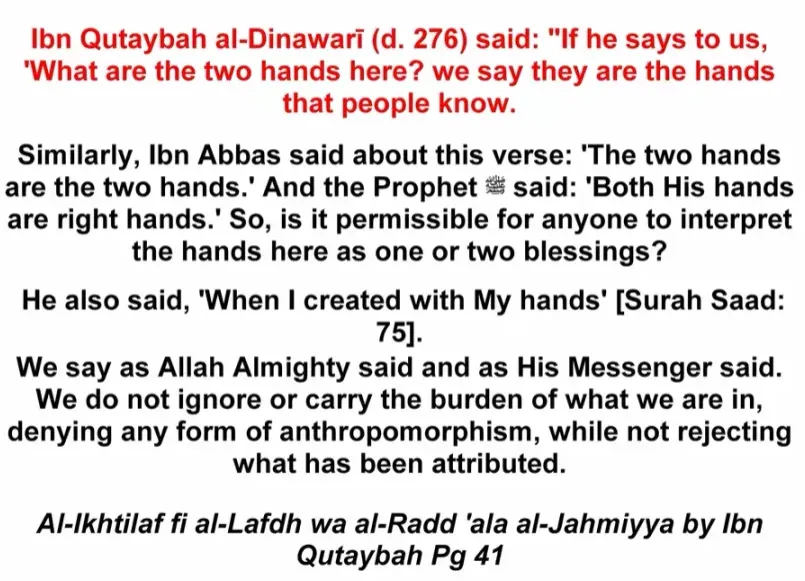 Ibn Qutaybah al-Dinawarī (d. 276) said: "If he says to us,
'What are the two hands here? we say they are the hands
that people know.
Similarly, Ibn Abbas said about this verse: 'The two hands
are the two hands.' And the Prophet ﷺ said: 'Both His hands
are right hands.' So, is it permissible for anyone to interpret
the hands here as one or two blessings?
He also said, 'When I created with My hands' [Surah Saad:
75].
We say as Allah Almighty said and as His Messenger said.
We do not ignore or carry the burden of what we are in,
denying any form of anthropomorphism, while not rejecting
what has been attributed.
Al-Ikhtilaf fi al-Lafdh wa al-Radd 'ala al-Jahmiyya by Ibn
Qutaybah Pg 41